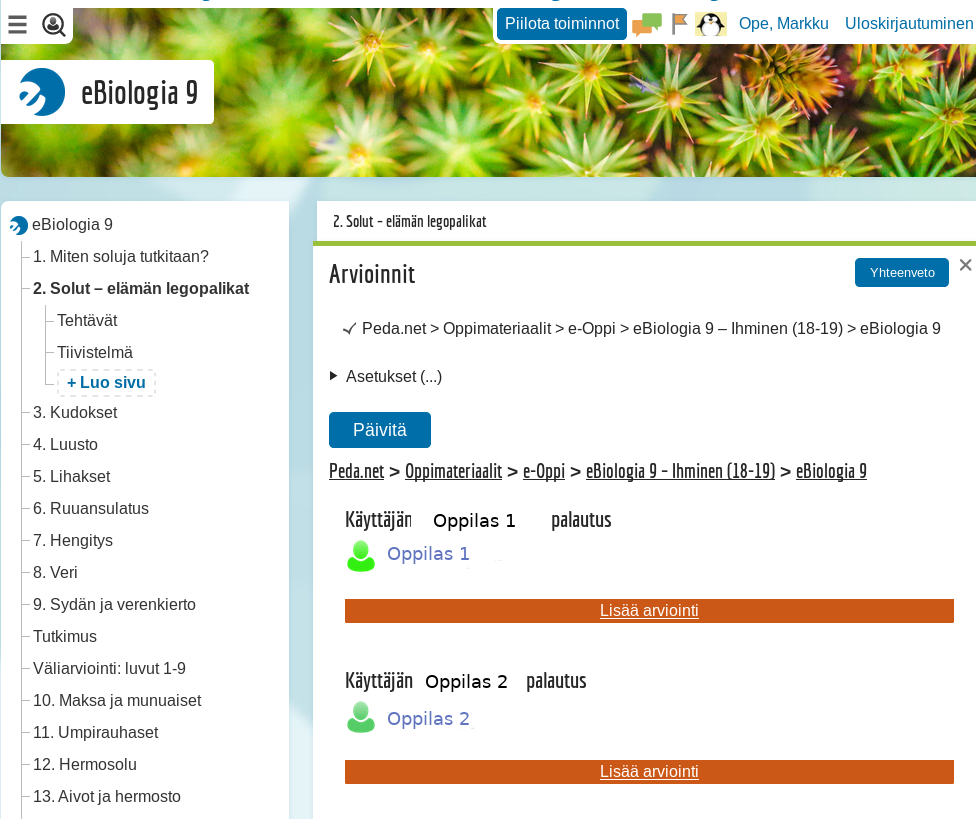 Piilota toiminnot
Ope, Markku
Uloskirjautuminen
eBiologia 9
eBiologia 9
1. Miten soluja tutkitaan?
2. Solut – elämän legopalikat
Tehtävät
Tiivistelmä
+ Luo sivu
3. Kudokset
4. Luusto
5. Lihakset
6. Ruuansulatus
7. Hengitys
8. Veri
9. Sydän ja verenkierto
Tutkimus
Väliarviointi: luvut 1-9
10. Maksa ja munuaiset
11. Umpirauhaset
12. Hermosolu
13. Aivot ja hermosto
2. Solut – elämän legopalikat
Arvioinnit
Yhteenveto
Peda.net > Oppimateriaalit > e-Oppi > eBiologia 9 – Ihminen (18-19) > eBiologia 9
Asetukset (...)
Päivitä
Peda.net > Oppimateriaalit > e-Oppi > eBiologia 9 – Ihminen (18-19) > eBiologia 9
Käyttäjän Oppilas 1 palautus
Oppilas 1
Lisää arviointi
Käyttäjän Oppilas 2 palautus
Oppilas 2
Lisää arviointi